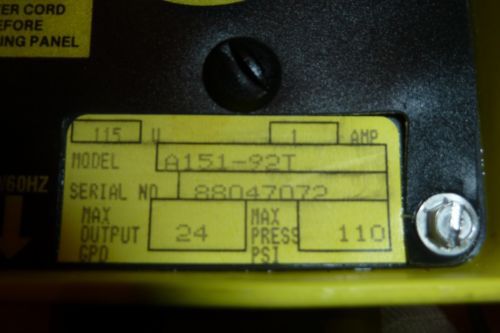 ER CORD
EFORE
ING PANEL
115 V 1 AMP
MODEL A151-92T
SERIAL NO 88047072
MAX OUTPUT GPD 24 MAX PRESS PSI 110
/60HZ